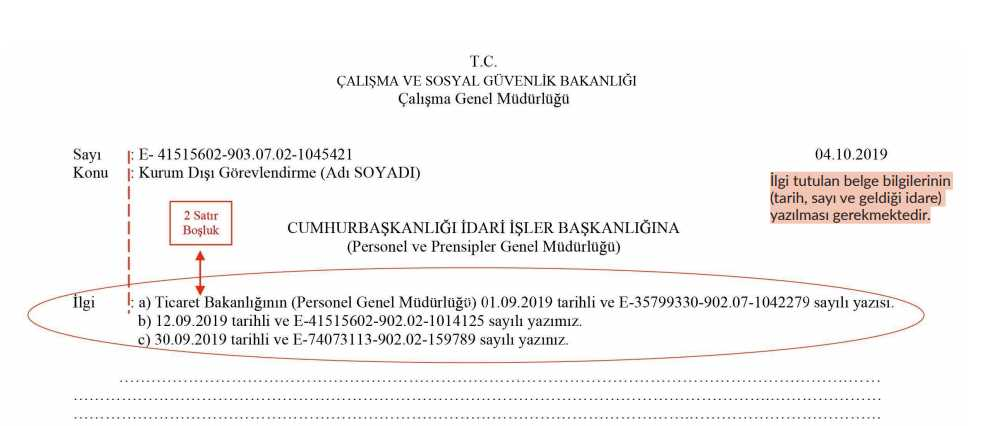 T.C.
ÇALIŞMA VE SOSYAL GÜVENLİK BAKANLIĞI
Çalışma Genel Müdürlüğü
Sayı : E- 41515602-903.07.02-1045421 04.10.2019
Konu : Kurum Dışı Görevlendirme (Adı SOYADI)
İlgi tutulan belge bilgilerinin
(tarih, sayı ve geldiği idare)
yazılması gerekmektedir.
2 Satır
Boşluk
CUMHURBAŞKANLIĞI İDARİ İŞLER BAŞKANLIĞINA
(Personel ve Prensipler Genel Müdürlüğü)
İlgi : a) Ticaret Bakanlığının (Personel Genel Müdürlüğü) 01.09.2019 tarihli ve E-35799330-902.07-1042279 sayılı yazısı.
b) 12.09.2019 tarihli ve E-41515602-902.02-1014125 sayılı yazımız.
c) 30.09.2019 tarihli ve E-74073113-902.02-159789 sayılı yazınız.